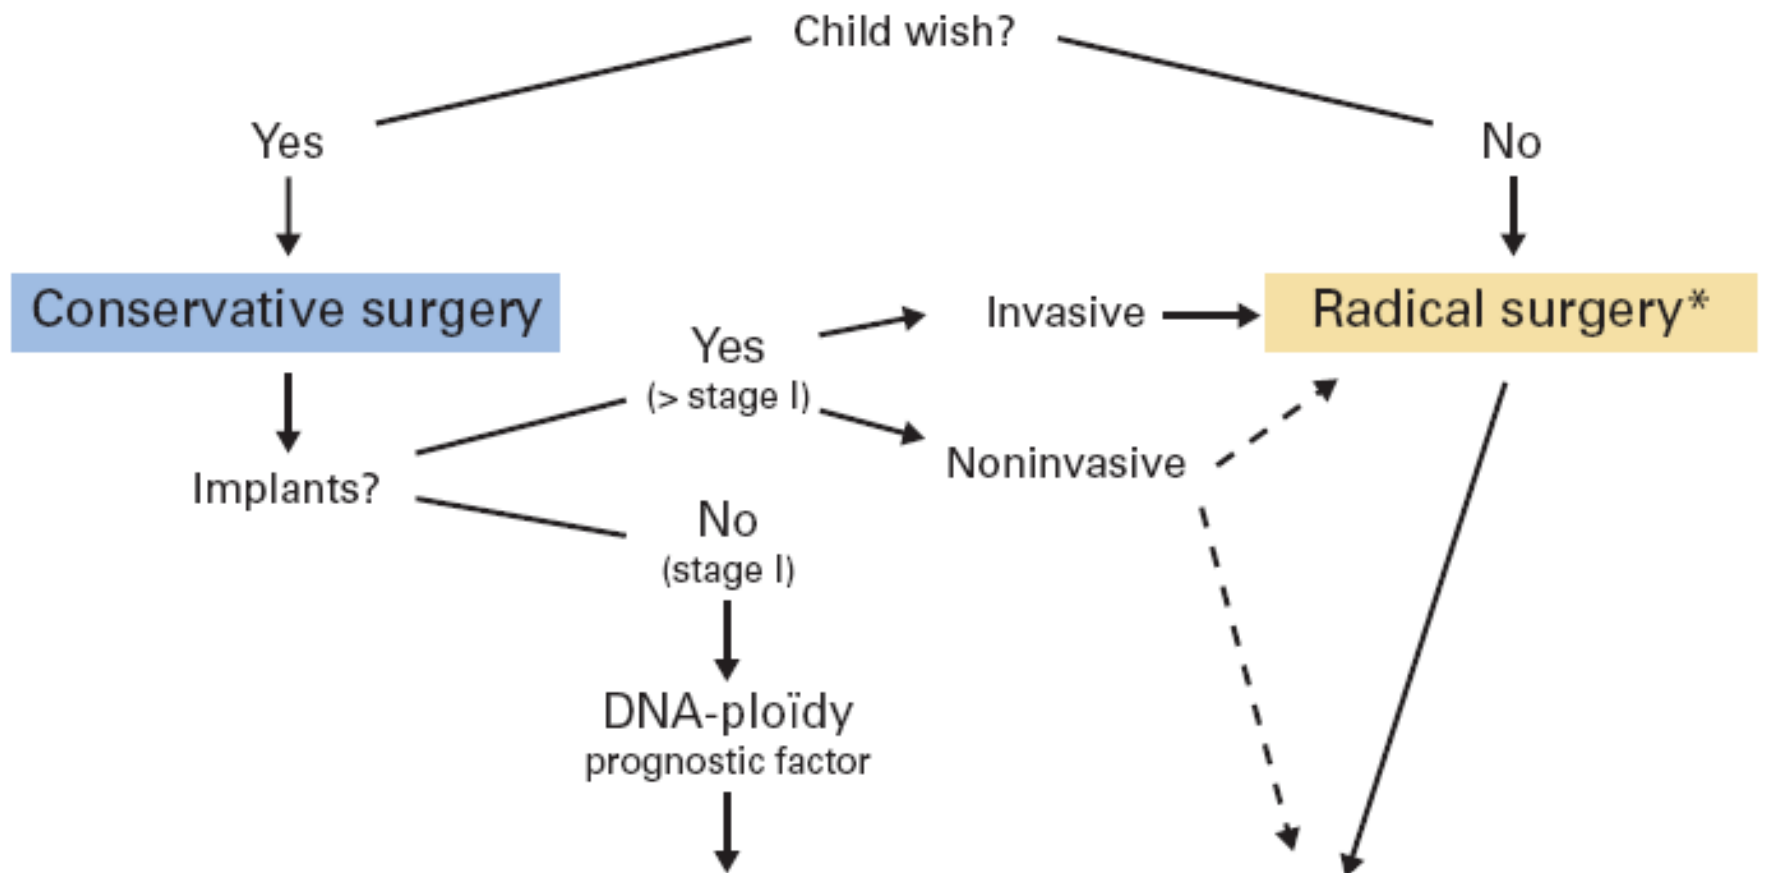 Child wish?
Yes
No
Conservative surgery
Invasive
Radical surgery*
Yes
(> stage I)
Noninvasive
Implants?
No
(stage I)
DNA-ploïdy
prognostic factor